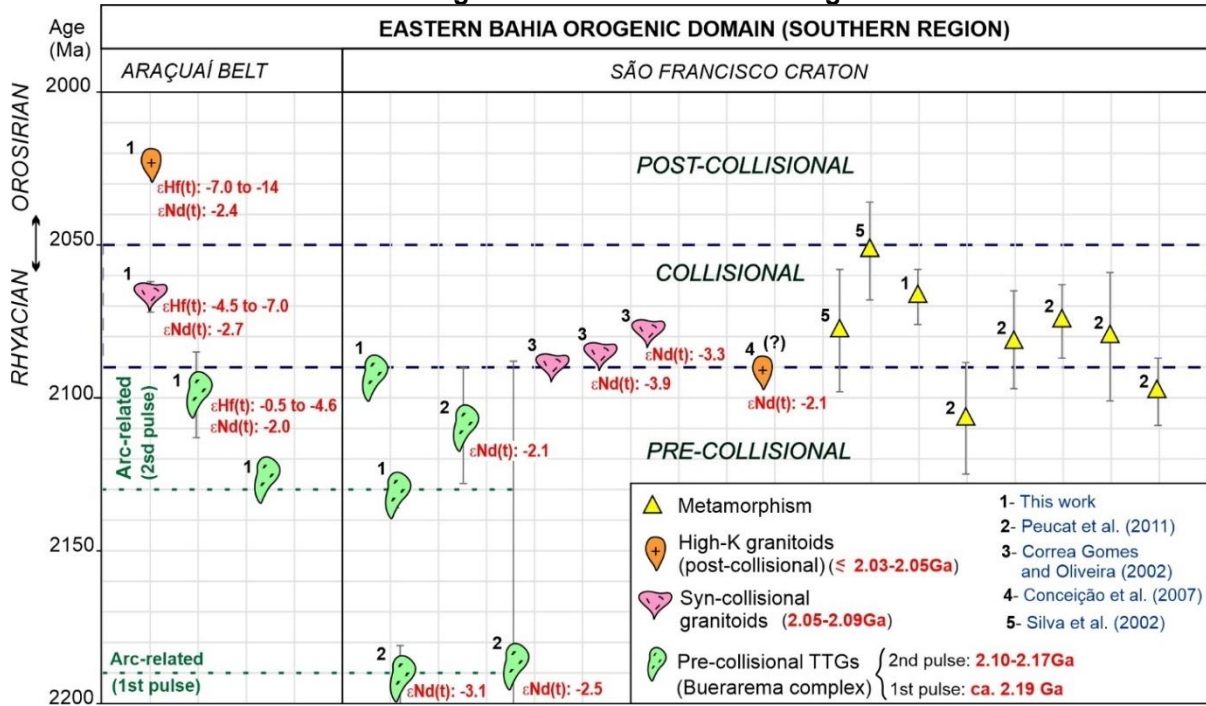 Age
(Ma)
EASTERN BAHIA OROGENIC DOMAIN (SOUTHERN REGION)
ARAÇUAÍ BELT
SÃO FRANCISCO CRATON
2000
2050
2100
2150
2200
OROSIRIAN
RHYACIAN
1
εHf(t): -7.0 to -14
εNd(t): -2.4
POST-COLLISIONAL
1
εHf(t): -4.5 to -7.0
εNd(t): -2.7
COLLISIONAL
1
εHf(t): -0.5 to -4.6
εNd(t): -2.0
1
Arc-related
(2sd pulse)
Arc-related
(1st pulse)
1
2
εNd(t): -2.1
1
2
εNd(t): -3.1
2
εNd(t): -2.5
3
3
εNd(t): -3.9
3
εNd(t): -3.3
4 (?)
εNd(t): -2.1
5
5
1
2
2
2
2
2
PRE-COLLISIONAL
Metamorphism
High-K granitoids
(post-collisional) (≤ 2.03-2.05Ga)
Syn-collisional
granitoids (2.05-2.09Ga)
Pre-collisional TTGs
(Buerarema complex)
2nd pulse: 2.10-2.17Ga
1st pulse: ca. 2.19 Ga
1- This work
2- Peucat et al. (2011)
3- Correa Gomes
and Oliveira (2002)
4- Conceição et al. (2007)
5- Silva et al. (2002)